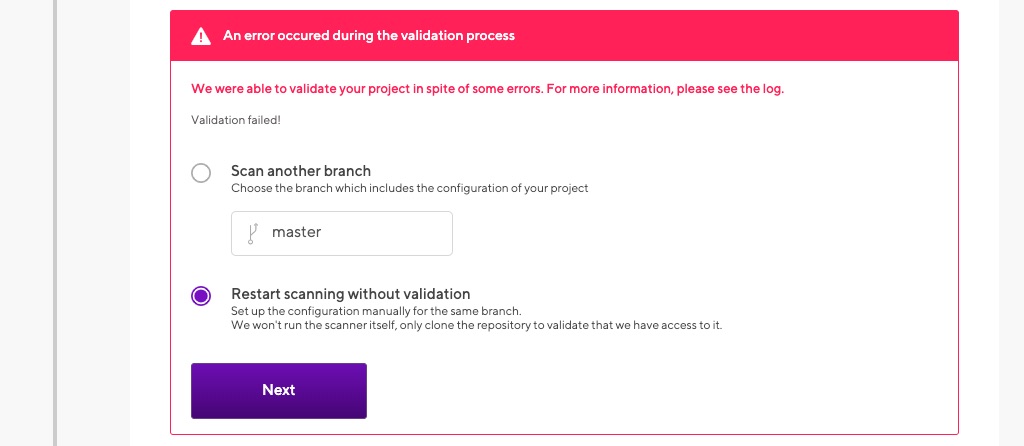 An error occured during the validation process
We were able to validate your project in spite of some errors. For more information, please see the log.
Validation failed!
Scan another branch
Choose the branch which includes the configuration of your project
master
Restart scanning without validation
Set up the configuration manually for the same branch.
We won't run the scanner itself, only clone the repository to validate that we have access to it.
Next